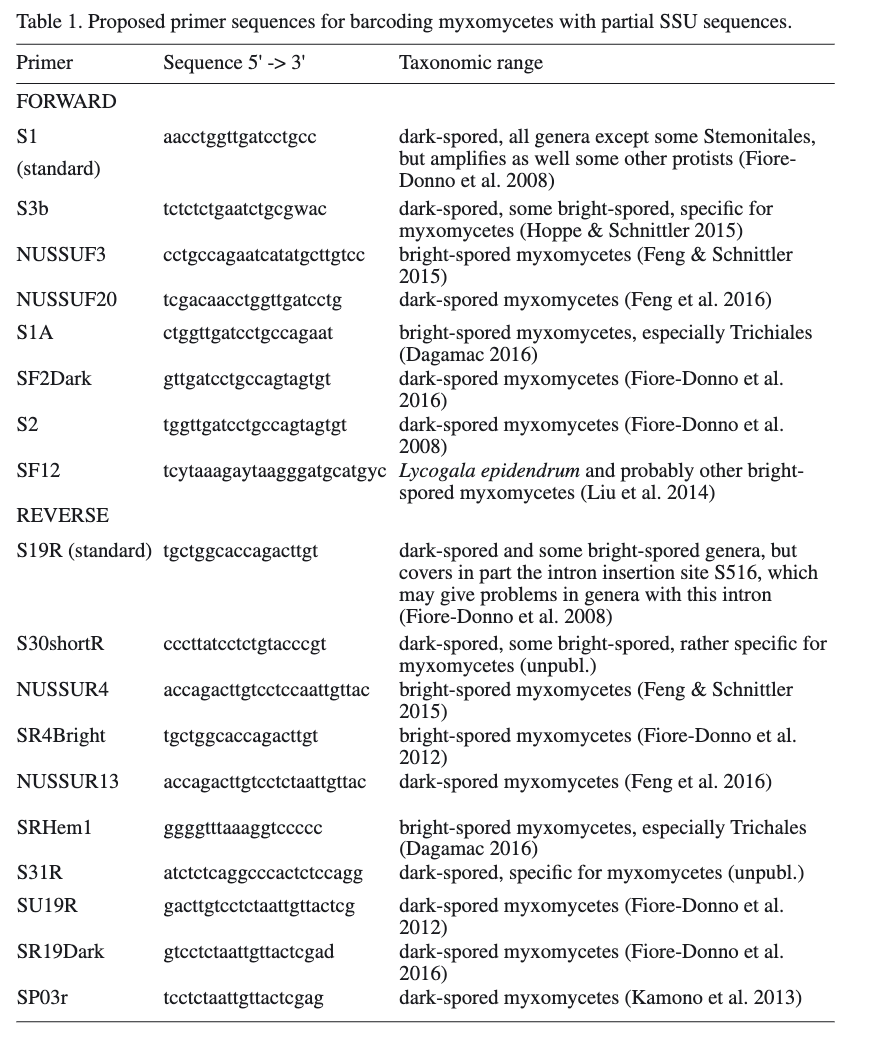 Table 1. Proposed primer sequences for barcoding myxomycetes with partial SSU sequences.
Primer Sequence 5' -> 3' Taxonomic range
FORWARD
S1 aacctggttgatcctgcc dark-spored, all genera except some Stemonitales,
(standard) but amplifies as well some other protists (Fiore-
Donno et al. 2008)
S3b tctctctgaatctgcgwac dark-spored, some bright-spored, specific for
myxomycetes (Hoppe & Schnittler 2015)
NUSSUF3 cctgccagaatcatatgcttgtcc bright-spored myxomycetes (Feng & Schnittler
2015)
NUSSUF20 tcgacaacctggttgatcctg dark-spored myxomycetes (Feng et al. 2016)
S1A ctggttgatcctgccagaat bright-spored myxomycetes, especially Trichiales
(Dagamac 2016)
SF2Dark gttgatcctgccagtagtgt dark-spored myxomycetes (Fiore-Donno et al.
2016)
S2 tggttgatcctgccagtagtgt dark-spored myxomycetes (Fiore-Donno et al.
2008)
SF12 tcytaaagaytaagggatgcatgyc Lycogala epidendrum and probably other bright-
spored myxomycetes (Liu et al. 2014)
REVERSE
S19R (standard) tgctggcaccagacttgt dark-spored and some bright-spored genera, but
covers in part the intron insertion site S516, which
may give problems in genera with this intron
(Fiore-Donno et al. 2008)
S30shortR cccttatcctctgtacccgt dark-spored, some bright-spored, rather specific for
myxomycetes (unpubl.)
NUSSUR4 accagacttgtcctccaattgttac bright-spored myxomycetes (Feng & Schnittler
2015)
SR4Bright tgctggcaccagacttgt bright-spored myxomycetes (Fiore-Donno et al.
2012)
NUSSUR13 accagacttgtcctctaattgttac dark-spored myxomycetes (Feng et al. 2016)
SRHem1 ggggtttaaaggtccccc bright-spored myxomycetes, especially Trichales
(Dagamac 2016)
S31R atctctcaggcccactctccagg dark-spored, specific for myxomycetes (unpubl.)
SU19R gacttgtcctctaattgttactcg dark-spored myxomycetes (Fiore-Donno et al.
2012)
SR19Dark gtcctctaattgttactcgad dark-spored myxomycetes (Fiore-Donno et al.
2016)
SP03r tcctctaattgttactcgag dark-spored myxomycetes (Kamono et al. 2013)